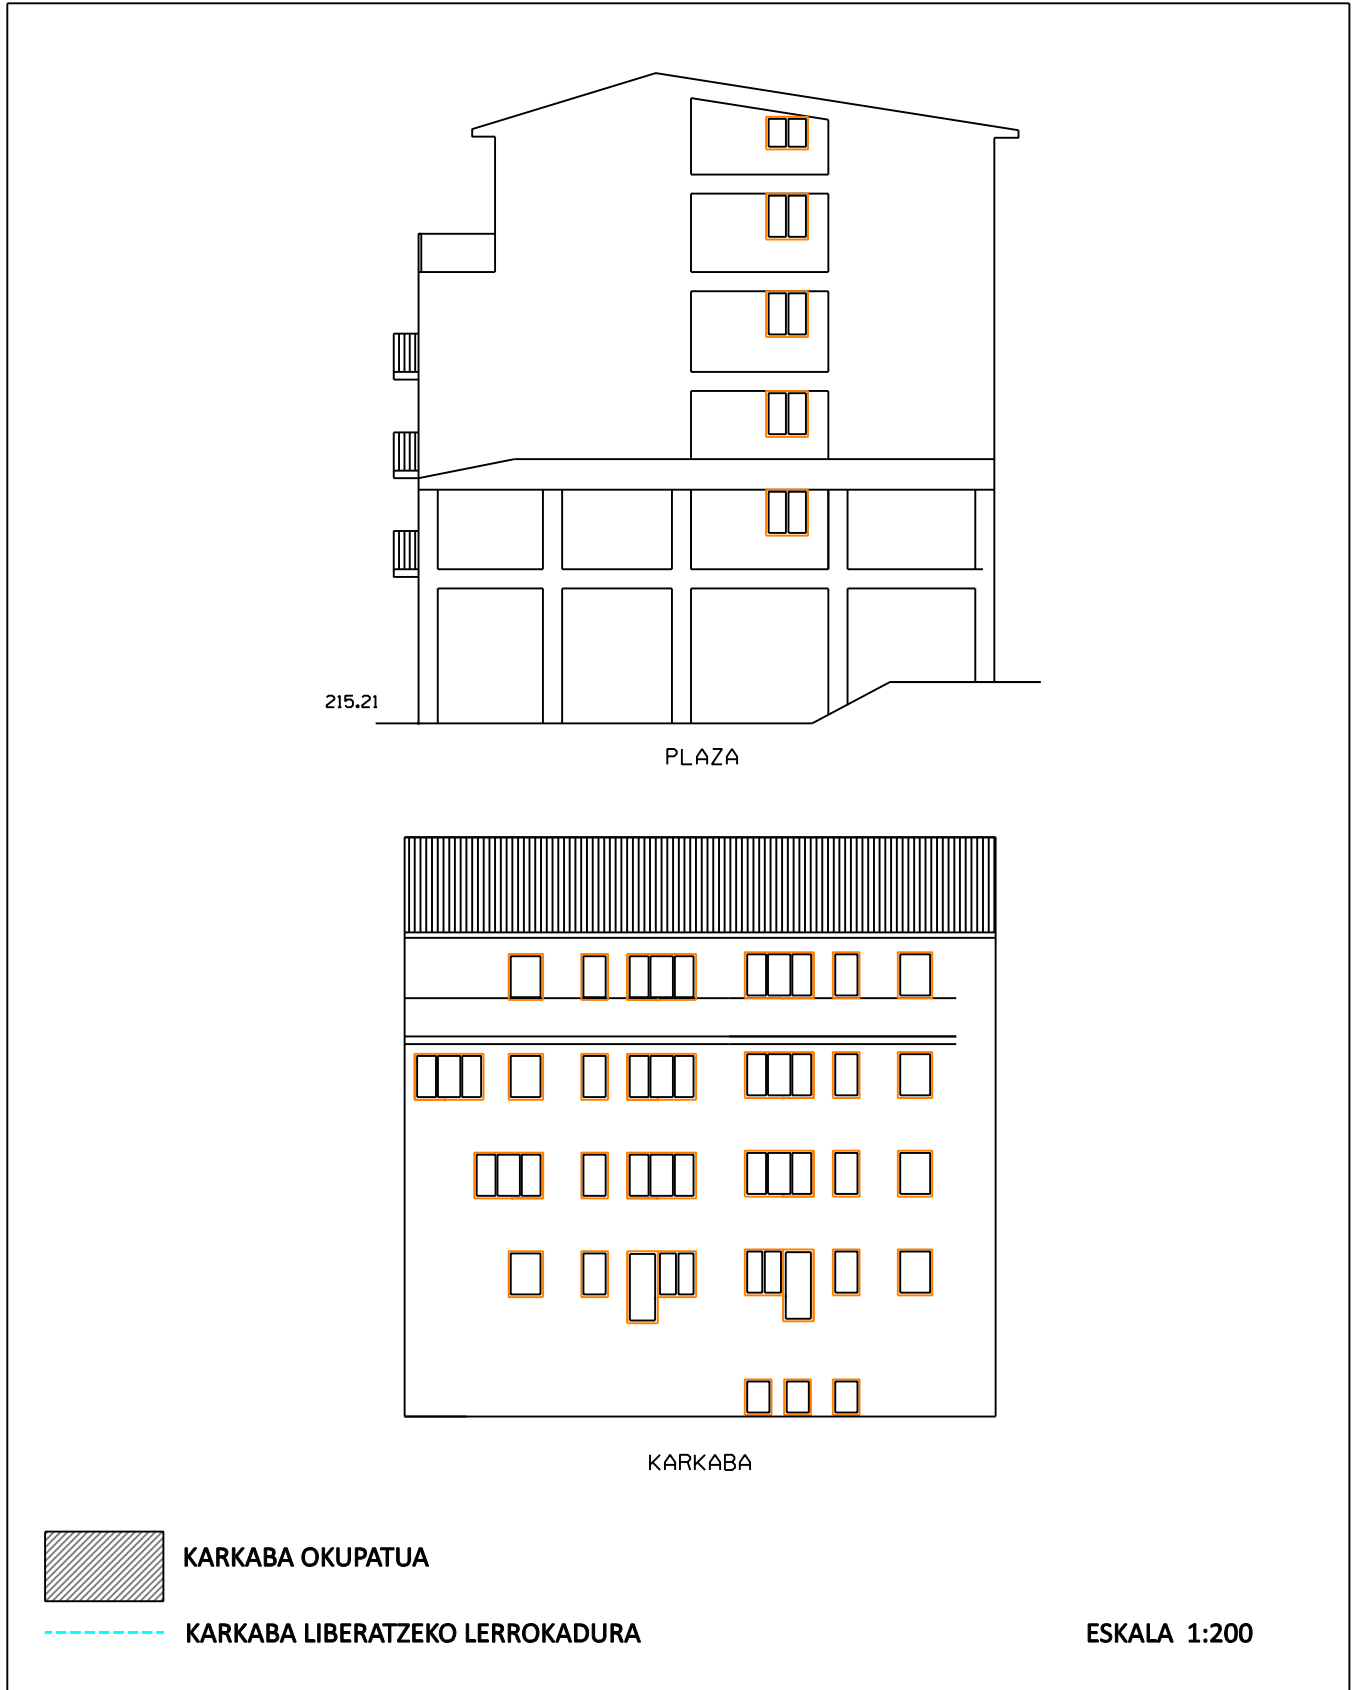 215.21
PLAZA
KARKABA
KARKABA OKUPATUA
KARKABA LIBERATZEKO LERROKADURA
ESKALA 1:200